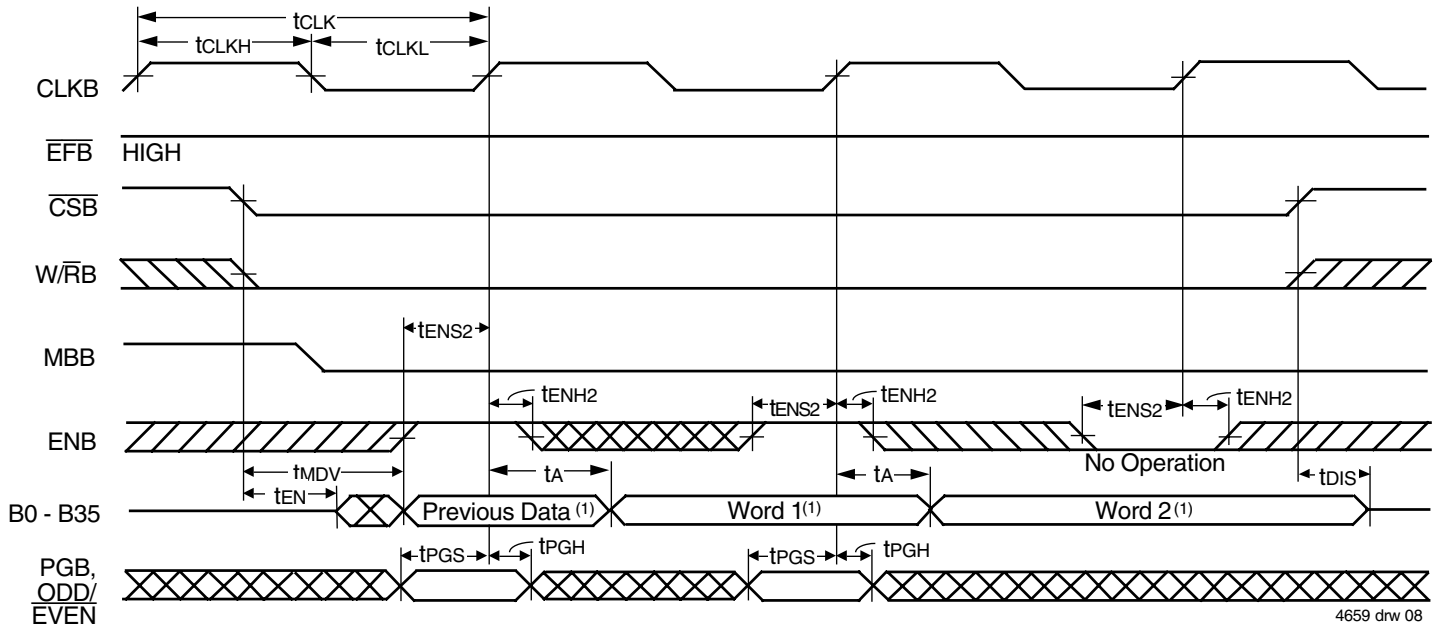 tCLK
tCLKH tCLKL
CLKB
EFB HIGH
CSB
W/RB
tENS2
MBB
tENH2 tENS2 tENH2 tENS2 tENH2
ENB
No Operation
tMDV tA tA tDIS
tEN
B0 - B35 Previous Data (1) Word 1(1) Word 2(1)
tPGS tPGH tPGS tPGH
PGB,
ODD/
EVEN
4659 drw 08